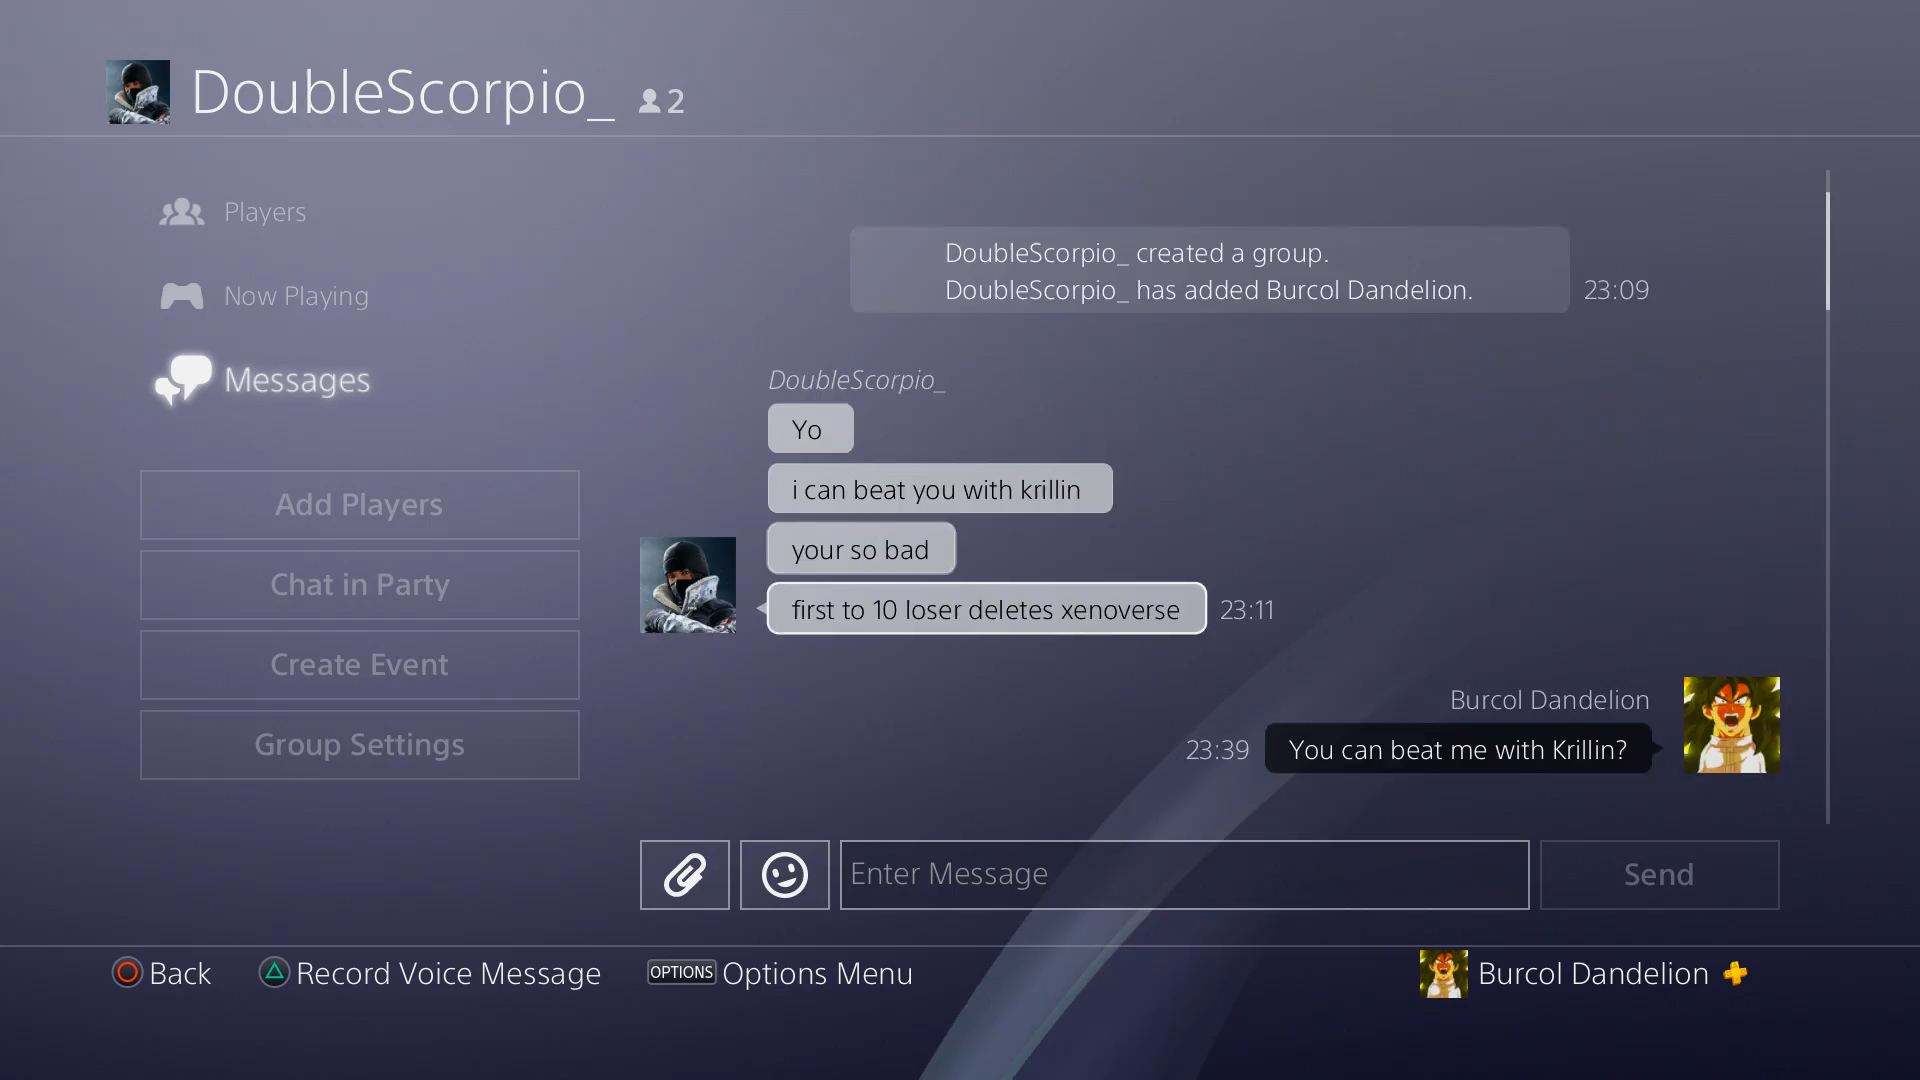 DoubleScorpio_ 2
Players
Now Playing
Messages
Add Players
Chat in Party
Create Event
Group Settings
DoubleScorpio_ created a group.
DoubleScorpio_ has added Burcol Dandelion. 23:09
DoubleScorpio_
Yo
i can beat you with krillin
your so bad
first to 10 loser deletes xenoverse 23:11
Burcol Dandelion
23:39 You can beat me with Krillin?
Enter Message
Send
Back
Record Voice Message
OPTIONS Options Menu
Burcol Dandelion